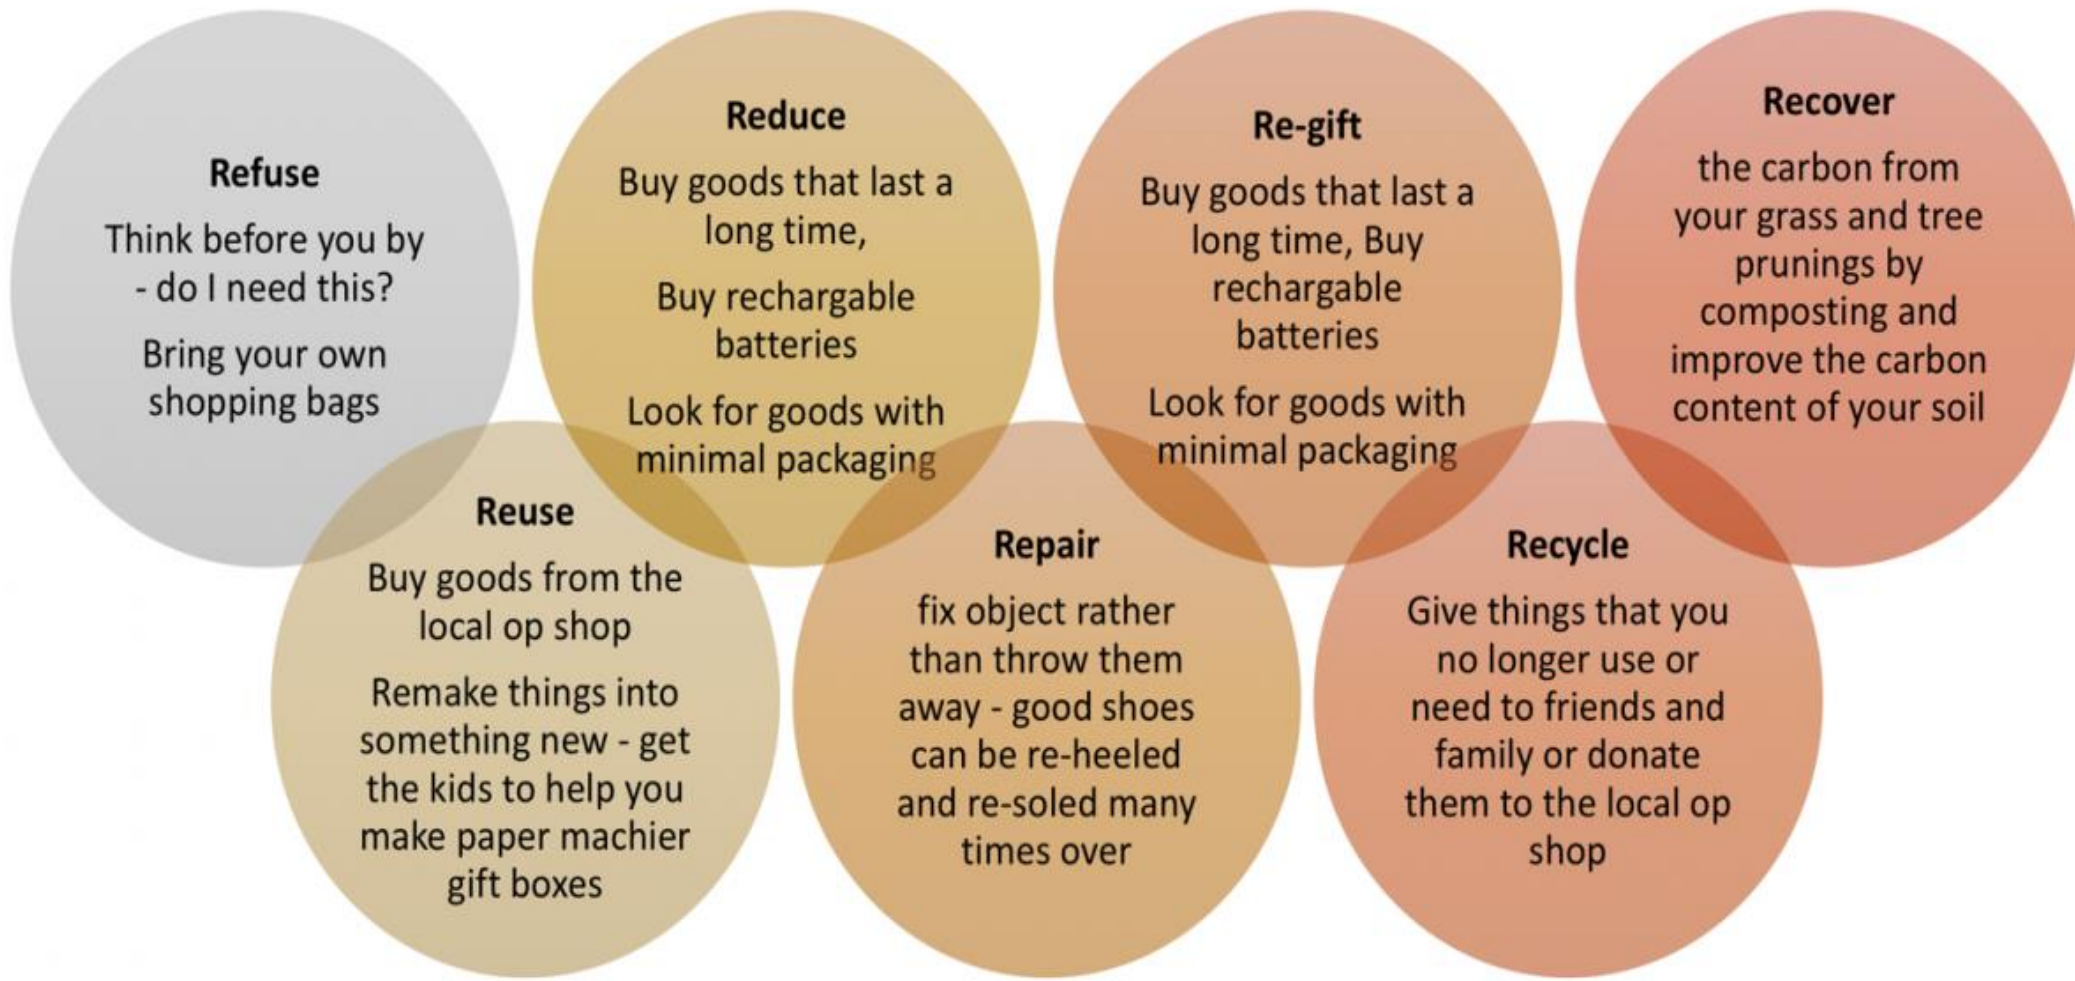 Refuse
Think before you by
- do I need this?
Bring your own
shopping bags
Reuse
Buy goods from the
local op shop
Remake things into
something new - get
the kids to help you
make paper machier
gift boxes
Reduce
Buy goods that last a
long time,
Buy rechargable
batteries
Look for goods with
minimal packaging
Repair
fix object rather
than throw them
away - good shoes
can be re-heeled
and re-soled many
times over
Re-gift
Buy goods that last a
long time, Buy
rechargable
batteries
Look for goods with
minimal packaging
Recycle
Give things that you
no longer use or
need to friends and
family or donate
them to the local op
shop
Recover
the carbon from
your grass and tree
prunings by
composting and
improve the carbon
content of your soil